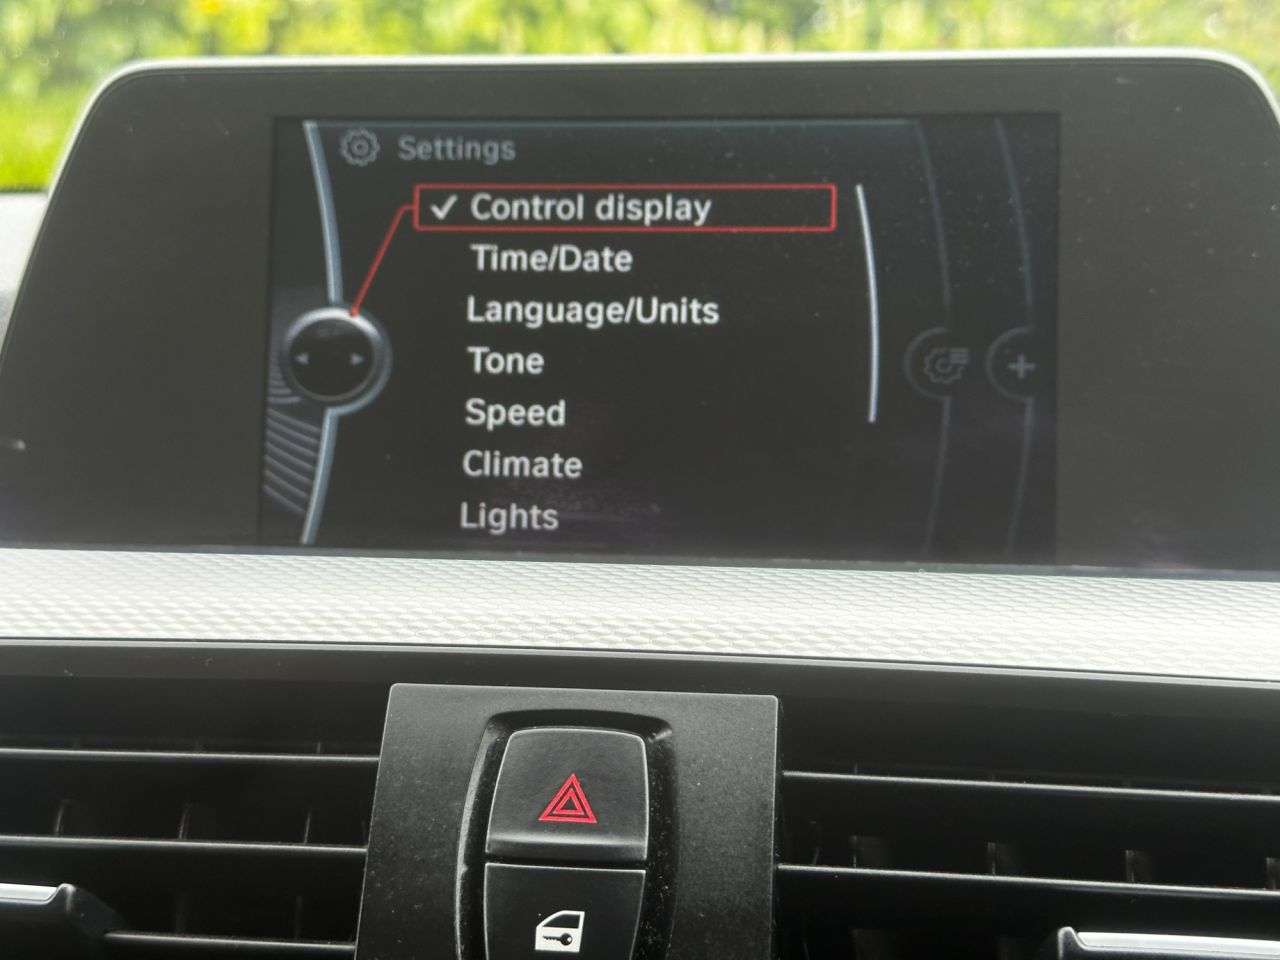 Settings
Control display
Time/Date
Language/Units
Tone
Speed
Climate
Lights